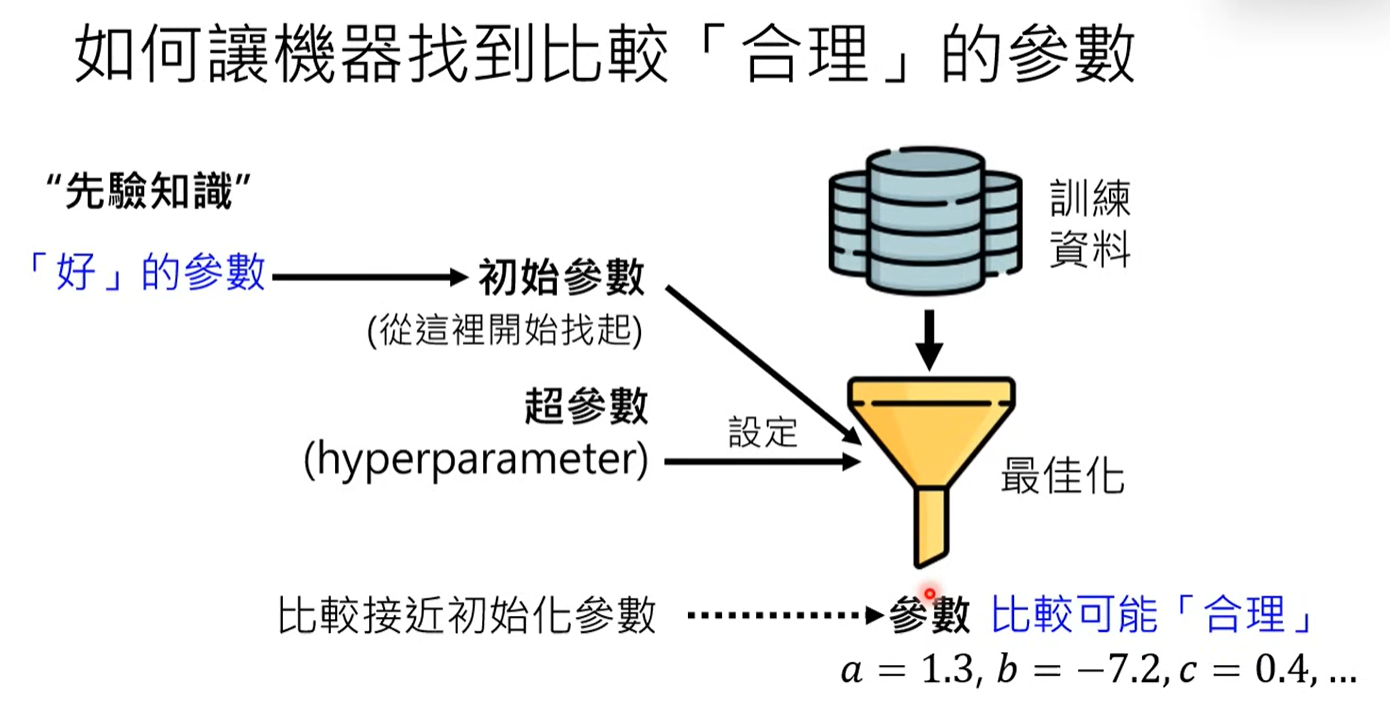 如何讓機器找到比較「合理」的參數
“先驗知識”
「好」的參數
初始參數
(從這裡開始找起)
超參數
(hyperparameter)
設定
訓練
資料
最佳化
比較接近初始化參數
參數 比較可能「合理」
a = 1.3, b = −7.2, c = 0.4, …